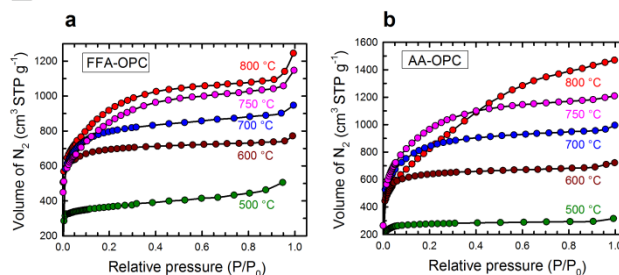 a
FFA-OPC
Volume of N₂ (cm³ STP g⁻¹)
1200
1000
800
600
400
200
800 °C
750 °C
700 °C
600 °C
500 °C
0.0 0.2 0.4 0.6 0.8 1.0
Relative pressure (P/P₀)
b
AA-OPC
Volume of N₂ (cm³ STP g⁻¹)
1600
1400
1200
1000
800
600
400
200
800 °C
750 °C
700 °C
600 °C
500 °C
0.0 0.2 0.4 0.6 0.8 1.0
Relative pressure (P/P₀)